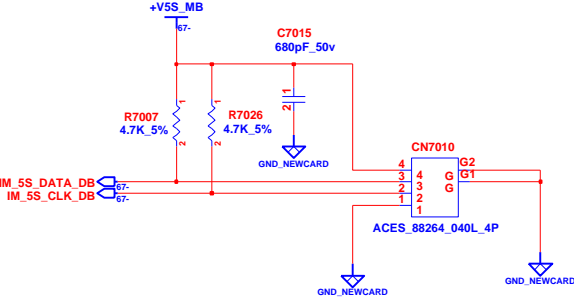 +V5S_MB
67-
C7015
680pF_50v
1
2
R7007
4.7K_5%
1
2
R7026
4.7K_5%
1
2
GND_NEWCARD
CN7010
4
3
2
1
4
3
2
1
G2
G1
G
G
ACES_88264_040L_4P
IM_5S_DATA_DB
67-
IM_5S_CLK_DB
67-
GND_NEWCARD
GND_NEWCARD